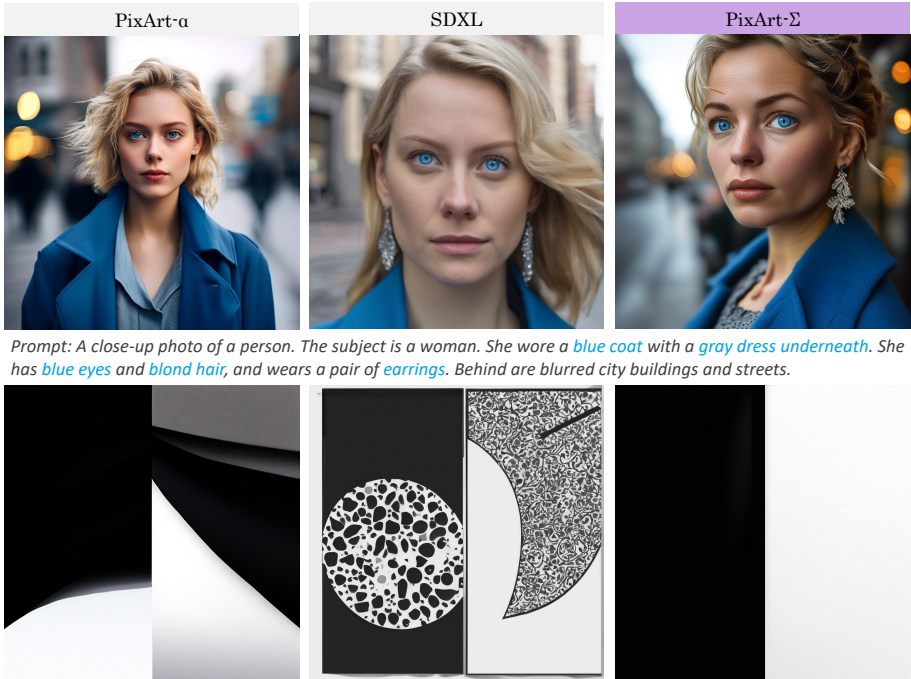 PixArt-α
SDXL
PixArt-Σ
Prompt: A close-up photo of a person. The subject is a woman. She wore a blue coat with a gray dress underneath. She
has blue eyes and blond hair, and wears a pair of earrings. Behind are blurred city buildings and streets.